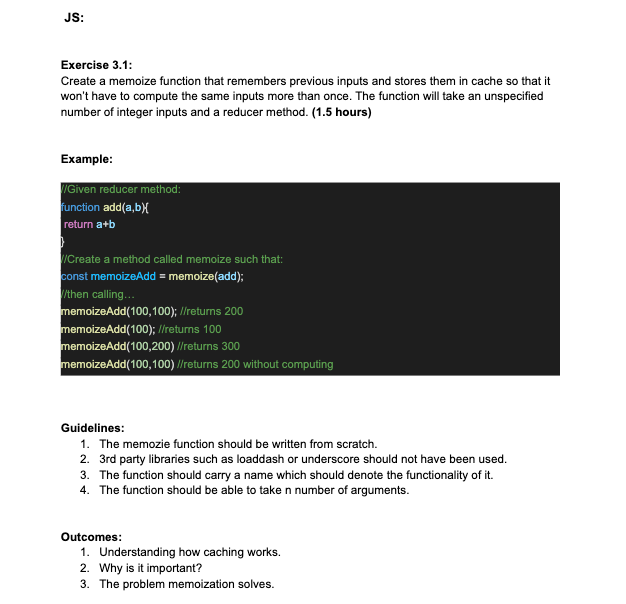 JS:
Exercise 3.1:
Create a memoize function that remembers previous inputs and stores them in cache so that it
won't have to compute the same inputs more than once. The function will take an unspecified
number of integer inputs and a reducer method. (1.5 hours)
Example:
//Given reducer method:
function add(a,b){
return a+b
}
//Create a method called memoize such that:
const memoizeAdd = memoize(add);
//then calling…
memoizeAdd(100,100); //returns 200
memoizeAdd(100); //returns 100
memoizeAdd(100,200) //returns 300
memoizeAdd(100,100) //returns 200 without computing
Guidelines:
1. The memozie function should be written from scratch.
2. 3rd party libraries such as loaddash or underscore should not have been used.
3. The function should carry a name which should denote the functionality of it.
4. The function should be able to take n number of arguments.
Outcomes:
1. Understanding how caching works.
2. Why is it important?
3. The problem memoization solves.